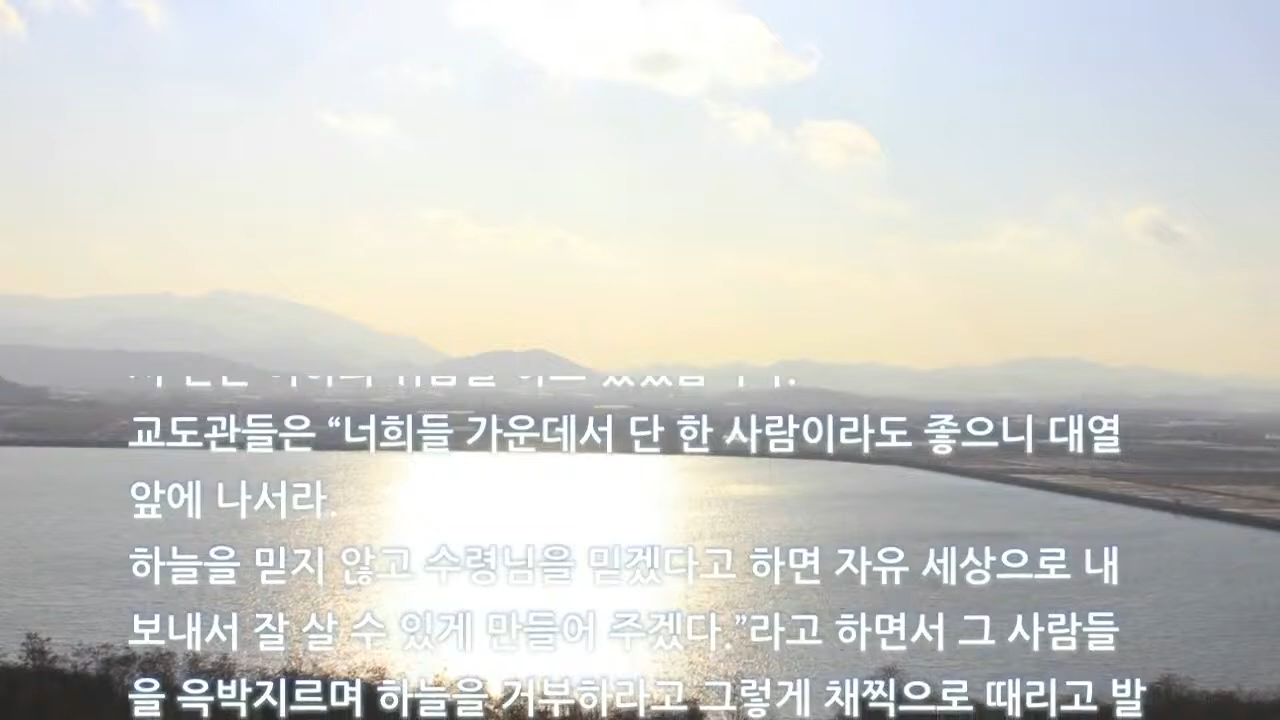 교도관들은 “너희들 가운데서 단 한 사람이라도 좋으니 대열
앞에 나서라.
하늘을 믿지 않고 수령님을 믿겠다고 하면 자유 세상으로 내
보내서 잘 살 수 있게 만들어 주겠다.”라고 하면서 그 사람들
을 윽박지르며 하늘을 거부하라고 그렇게 채찍으로 때리고 발